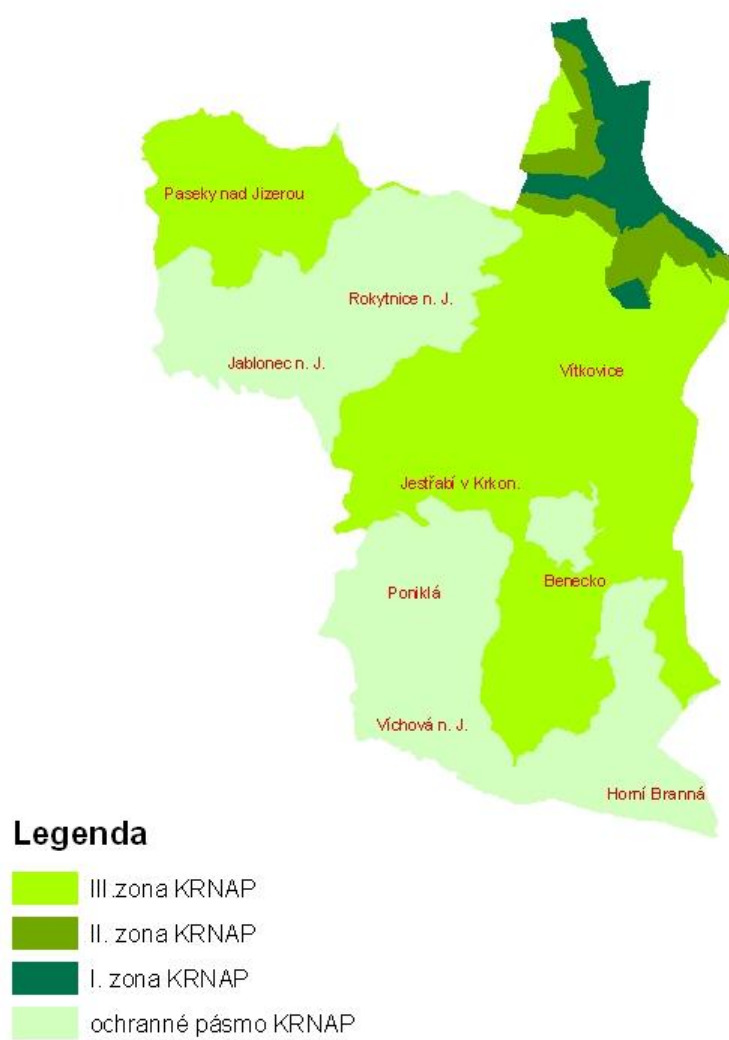 Paseky nad Jizerou
Rokytnice n. J.
Jablonec n. J.
Vítkovice
Jestřabí v Krkon.
Benecko
Poniklá
Víchová n. J.
Horní Branná
Legenda
III.zona KRNAP
II. zona KRNAP
I. zona KRNAP
ochranné pásmo KRNAP